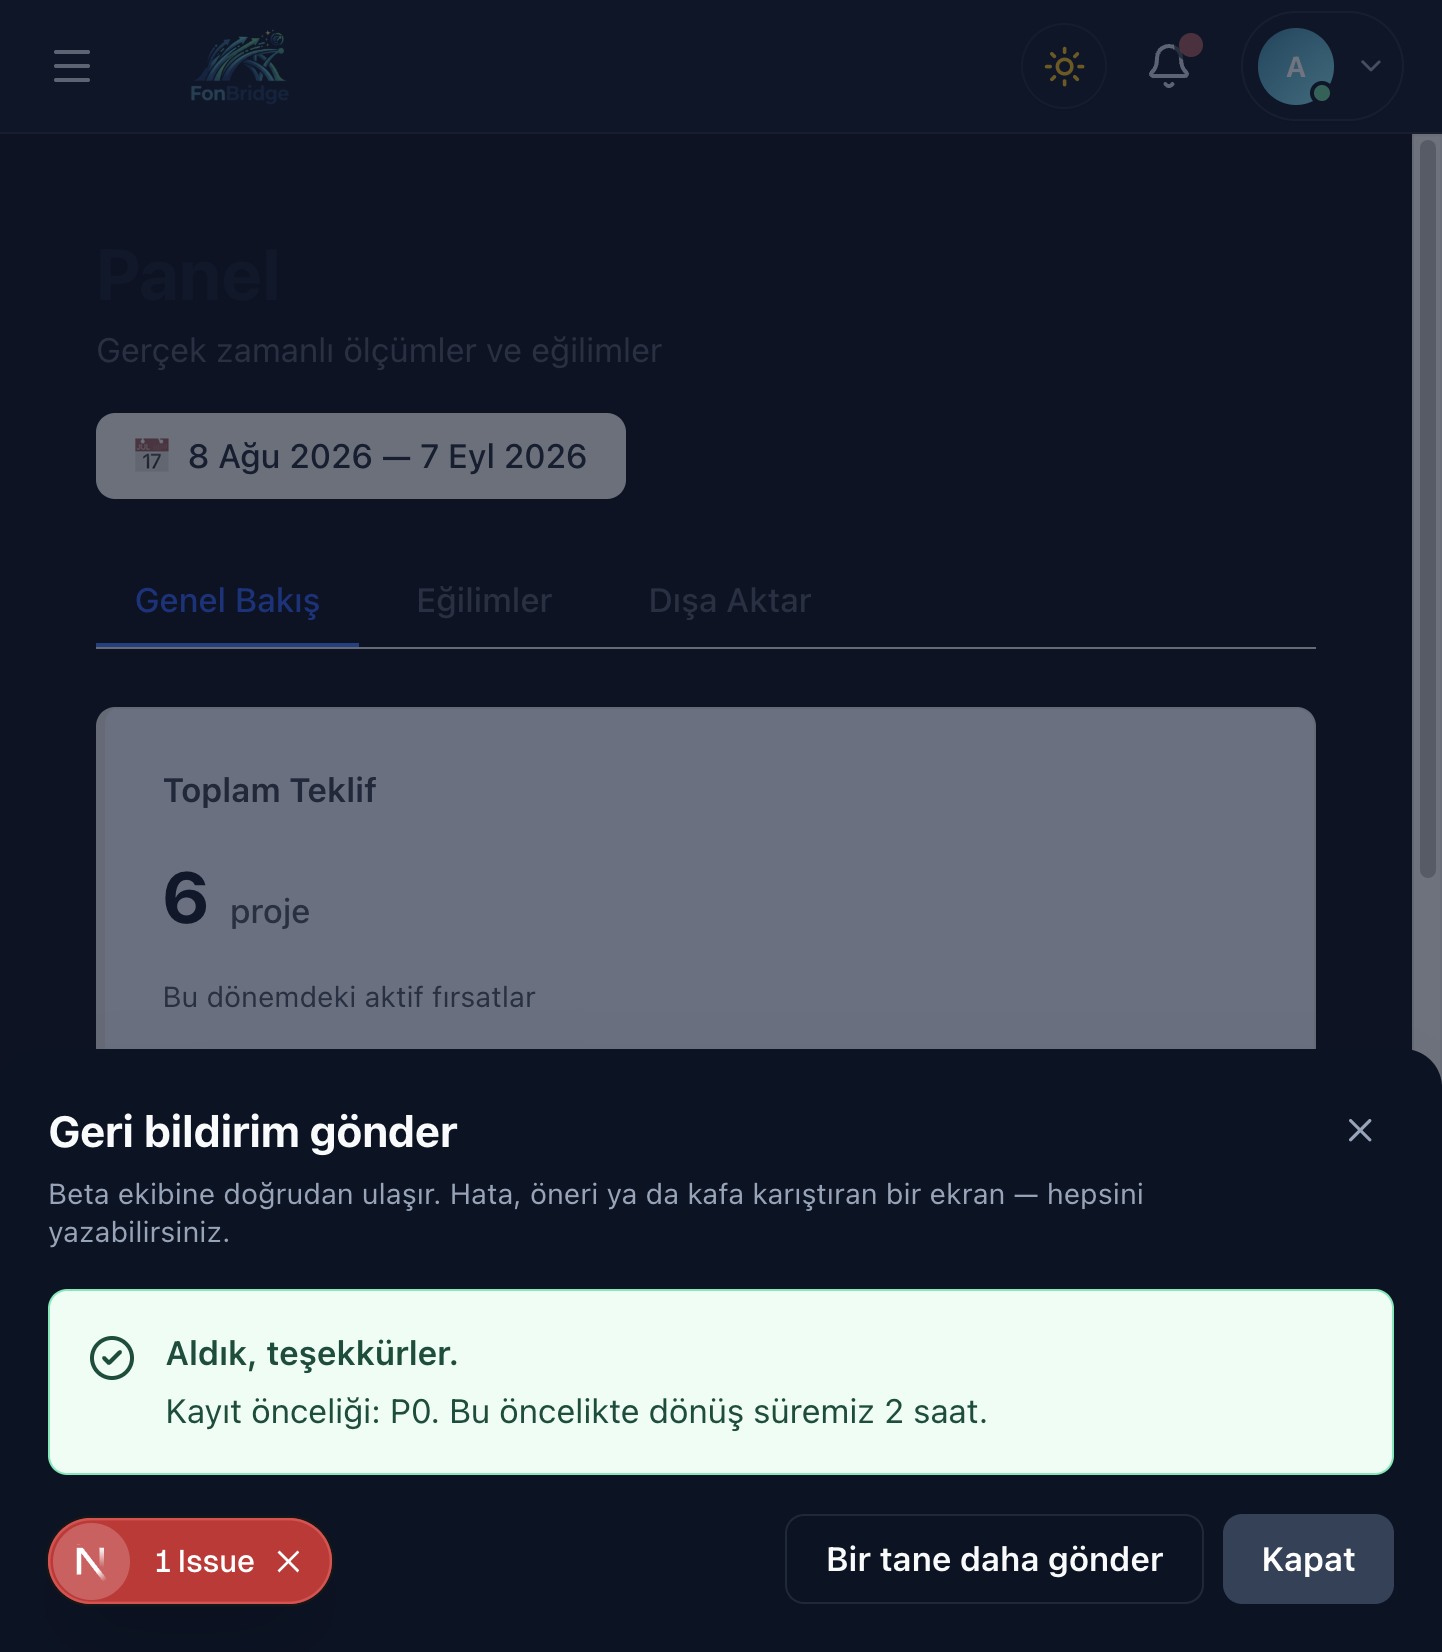 FonBridge
A
Panel
Gerçek zamanlı ölçümler ve eğilimler
JUL
17
8 Ağu 2026 — 7 Eyl 2026
Genel Bakış
Eğilimler
Dışa Aktar
Toplam Teklif
6 proje
Bu dönemdeki aktif fırsatlar
Geri bildirim gönder
Beta ekibine doğrudan ulaşır. Hata, öneri ya da kafa karıştıran bir ekran — hepsini
yazabilirsiniz.
Aldık, teşekkürler.
Kayıt önceliği: P0. Bu öncelikte dönüş süremiz 2 saat.
N
1 Issue
Bir tane daha gönder
Kapat